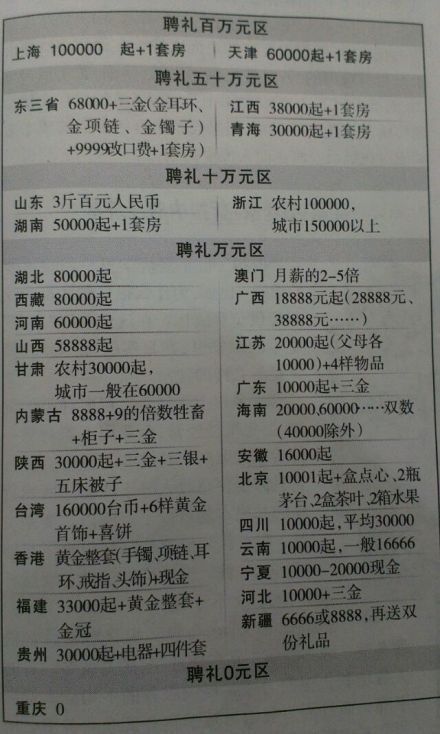 聘礼百万元区
上海 100000 起+1套房 天津 60000起+1套房
聘礼五十万元区
东三省 68000+三金(金耳环、
金项链、金镯子)
+9999改口费+1套房)
江西 38000起+1套房
青海 30000起+1套房
聘礼十万元区
山东 3斤百元人民币
湖南 50000起+1套房
浙江 农村100000,
城市150000以上
聘礼万元区
湖北 80000起
西藏 80000起
河南 60000起
山西 58888起
甘肃 农村30000起,
城市一般在60000
内蒙古 8888+9的倍数牲畜
+柜子+三金
陕西 30000起+三金+三银+
五床被子
台湾 160000台币+6样黄金
首饰+喜饼
香港 黄金整套(手镯、项链、耳
环、戒指、头饰)+现金
福建 33000起+黄金整套+
金冠
贵州 30000起+电器+四件套
澳门 月薪的2-5倍
广西 18888元起(28888元、
38888元……)
江苏 20000起(父母各
10000)+4样物品
广东 10000起+三金
海南 20000、60000……双数
(40000除外)
安徽 16000起
北京 10001起+盒点心、2瓶
茅台、2盒茶叶、2箱水果
四川 10000起,平均30000
云南 10000起,一般16666
宁夏 10000-20000现金
河北 10000+三金
新疆 6666或8888,再送双
份礼品
聘礼0元区
重庆 0